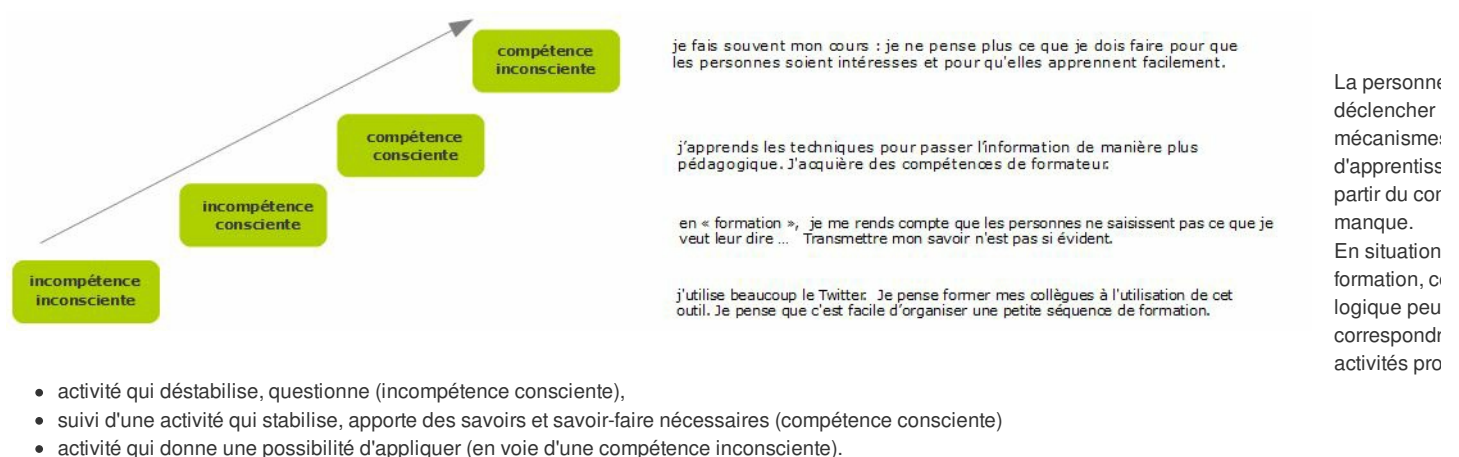 compétence
inconsciente
je fais souvent mon cours : je ne pense plus ce que je dois faire pour que
les personnes soient intéresses et pour qu'elles apprennent facilement.
compétence
consciente
j'apprends les techniques pour passer l'information de manière plus
pédagogique. J'acquière des compétences de formateur.
incompétence
consciente
en « formation », je me rends compte que les personnes ne saisissent pas ce que je
veut leur dire ... Transmettre mon savoir n'est pas si évident.
incompétence
inconsciente
j'utilise beaucoup le Twitter. Je pense former mes collègues à l'utilisation de cet
outil. Je pense que c'est facile d'organiser une petite séquence de formation.
La personne
déclencher
mécanismes
d'apprentiss
partir du
manque.
En situation
formation,
logique peu
correspondr
activités pro
• activité qui déstabilise, questionne (incompétence consciente),
• suivi d'une activité qui stabilise, apporte des savoirs et savoir-faire nécessaires (compétence consciente)
• activité qui donne une possibilité d'appliquer (en voie d'une compétence inconsciente).